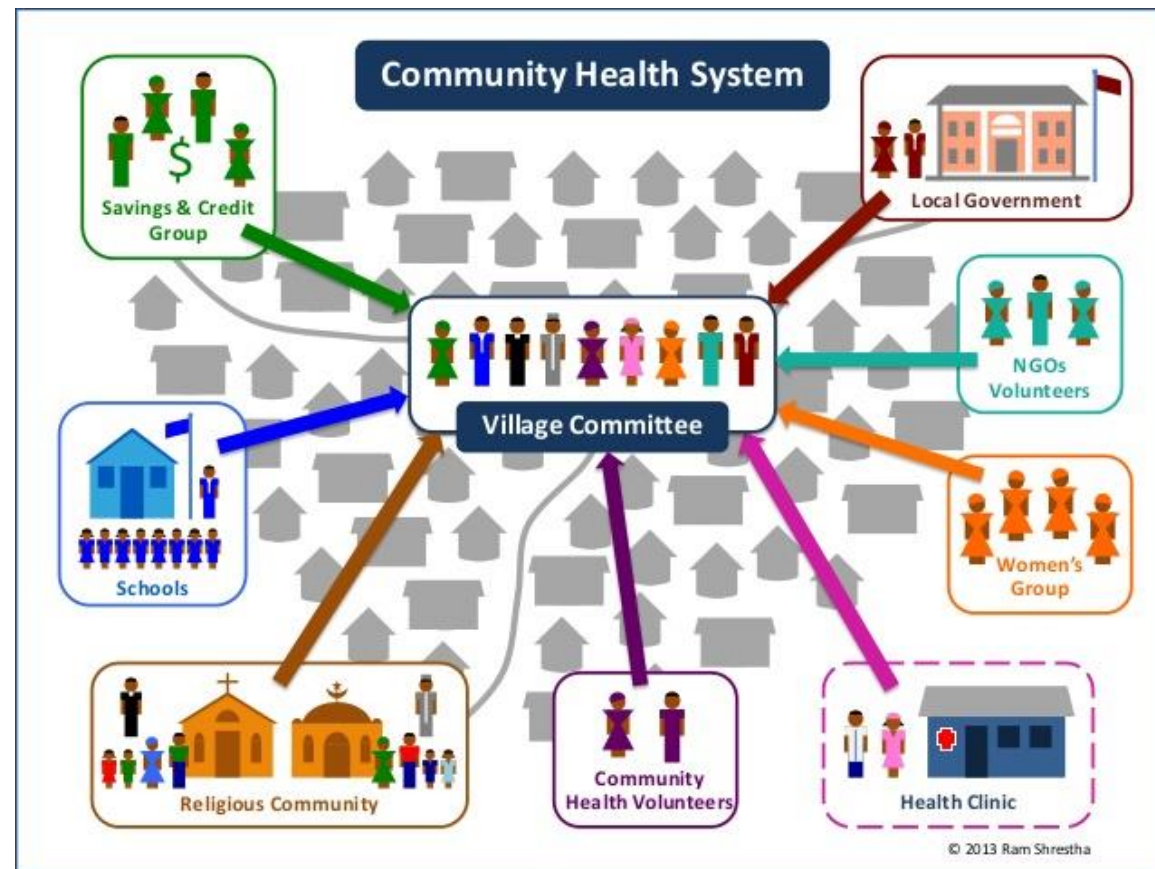 Community Health System
$
Savings & Credit
Group
Local Government
NGOs
Volunteers
Village Committee
Schools
Women's
Group
Religious Community
Community
Health Volunteers
Health Clinic
© 2013 Ram Shrestha